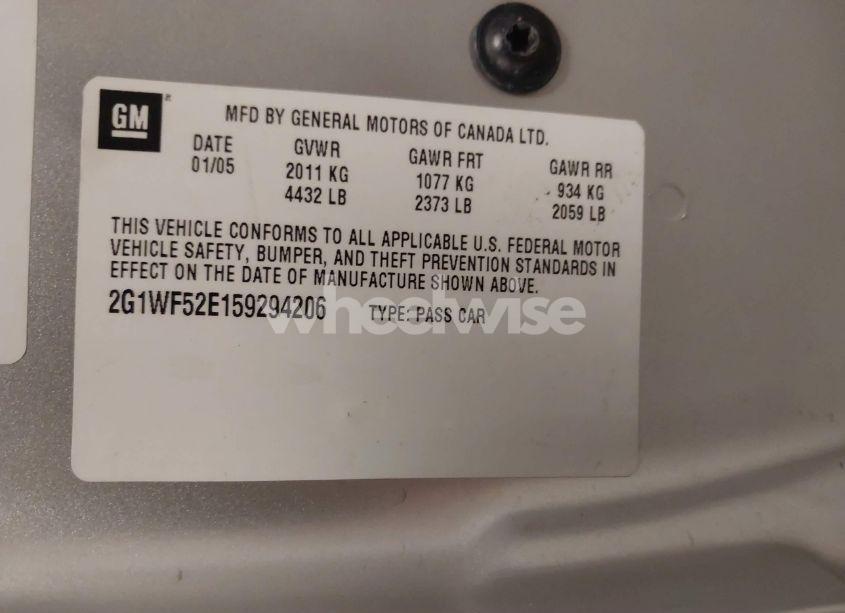 GM
MFD BY GENERAL MOTORS OF CANADA LTD.
DATE GVWR GAWR FRT GAWR RR
01/05 2011 KG 1077 KG 934 KG
4432 LB 2373 LB 2059 LB
THIS VEHICLE CONFORMS TO ALL APPLICABLE U.S. FEDERAL MOTOR
VEHICLE SAFETY, BUMPER, AND THEFT PREVENTION STANDARDS IN
EFFECT ON THE DATE OF MANUFACTURE SHOWN ABOVE.
2G1WF52E159294206 TYPE: PASS CAR
wheelwise